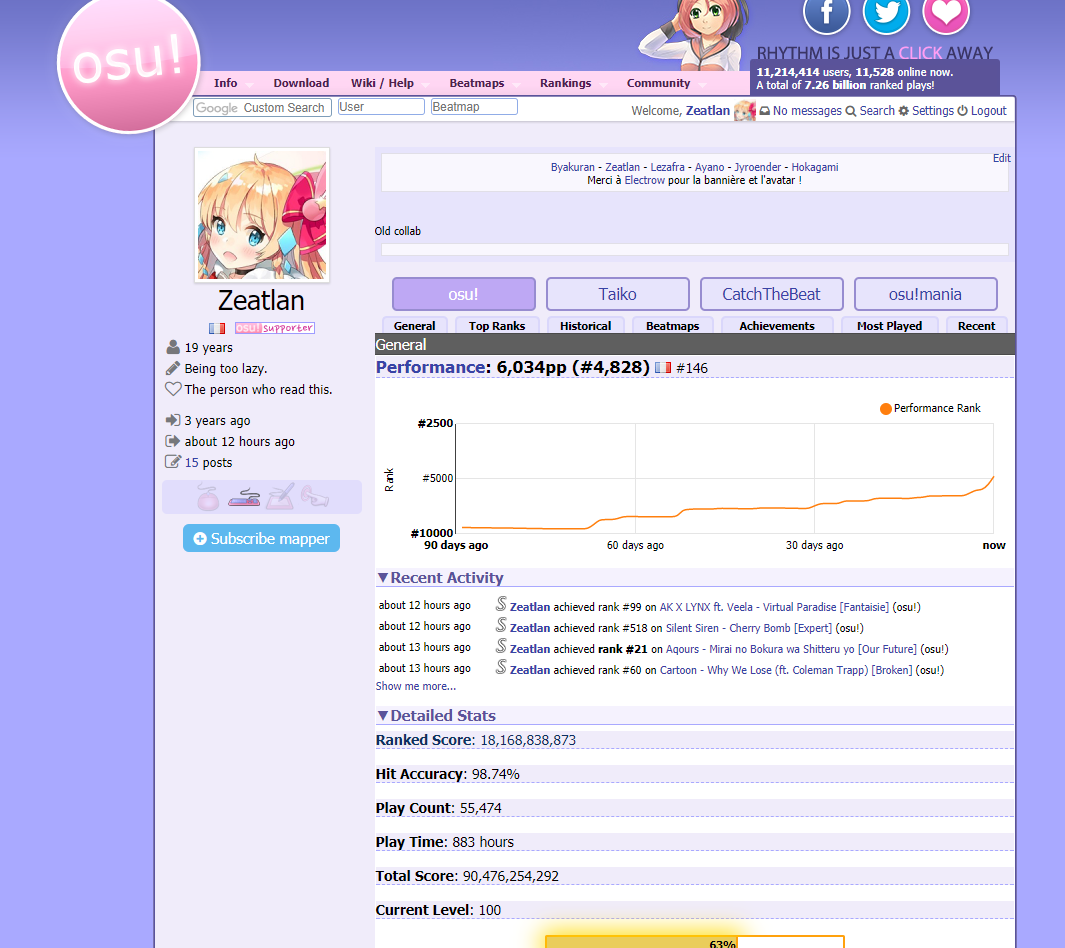 osu!
RHYTHM IS JUST A CLICK AWAY
11,214,414 users, 11,528 online now.
A total of 7.26 billion ranked plays!
Info Download Wiki / Help Beatmaps Rankings Community
Google Custom Search User Beatmap
Welcome, Zeatlan No messages Search Settings Logout
Edit
Byakuran - Zeatlan - Lezafra - Ayano - Jyroender - Hokagami
Merci à Electrow pour la bannière et l'avatar !
Old collab
Zeatlan
osu!supporter
19 years
Being too lazy.
The person who read this.
3 years ago
about 12 hours ago
15 posts
Subscribe mapper
osu! Taiko CatchTheBeat osu!mania
General Top Ranks Historical Beatmaps Achievements Most Played Recent
General
Performance: 6,034pp (#4,828) #146
Performance Rank
#2500
#5000
#10000
Rank
90 days ago 60 days ago 30 days ago now
▼Recent Activity
about 12 hours ago S Zeatlan achieved rank #99 on AK X LYNX ft. Veela - Virtual Paradise [Fantaisie] (osu!)
about 12 hours ago S Zeatlan achieved rank #518 on Silent Siren - Cherry Bomb [Expert] (osu!)
about 13 hours ago S Zeatlan achieved rank #21 on Aqours - Mirai no Bokura wa Shitteru yo [Our Future] (osu!)
about 13 hours ago S Zeatlan achieved rank #60 on Cartoon - Why We Lose (ft. Coleman Trapp) [Broken] (osu!)
Show me more...
▼Detailed Stats
Ranked Score: 18,168,838,873
Hit Accuracy: 98.74%
Play Count: 55,474
Play Time: 883 hours
Total Score: 90,476,254,292
Current Level: 100
63%